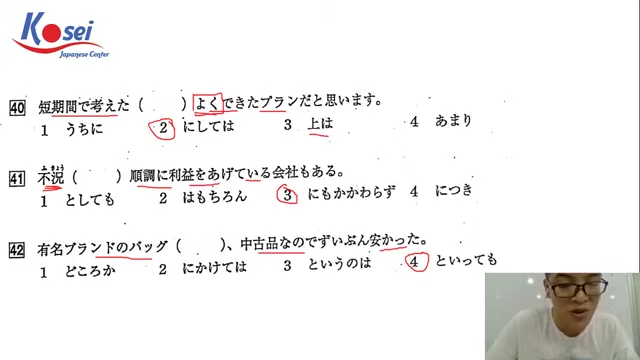 Kosei
Japanese Center
40 短期間で考えた（ ）よくできたプランだと思います。
1 うちに 2 にしては 3 上は 4 あまり
41 不況（ ）順調に利益をあげている会社もある。
1 としても 2 はもちろん 3 にもかかわらず 4 につき
42 有名ブランドのバッグ（ ）、中古品なのでずいぶん安かった。
1 どころか 2 にかけては 3 というのは 4 といっても